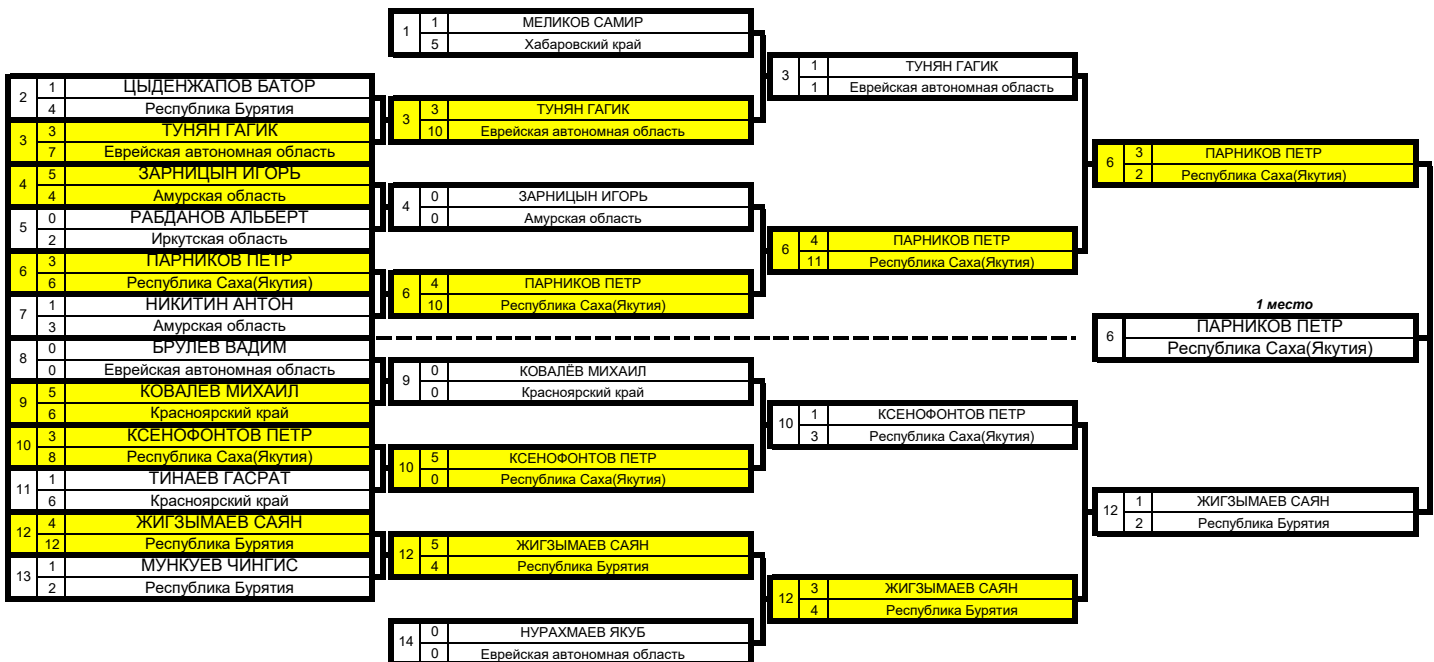 1 1 МЕЛИКОВ САМИР
5 Хабаровский край
3 1 ТУНЯН ГАГИК
1 Еврейская автономная область
2 1 ЦЫДЕНЖАПОВ БАТОР
4 Республика Бурятия
3 3 ТУНЯН ГАГИК
10 Еврейская автономная область
3 3 ТУНЯН ГАГИК
7 Еврейская автономная область
6 3 ПАРНИКОВ ПЕТР
2 Республика Саха(Якутия)
4 5 ЗАРНИЦЫН ИГОРЬ
4 Амурская область
4 0 ЗАРНИЦЫН ИГОРЬ
0 Амурская область
5 0 РАБДАНОВ АЛЬБЕРТ
2 Иркутская область
6 4 ПАРНИКОВ ПЕТР
11 Республика Саха(Якутия)
6 3 ПАРНИКОВ ПЕТР
6 Республика Саха(Якутия)
6 4 ПАРНИКОВ ПЕТР
10 Республика Саха(Якутия)
7 1 НИКИТИН АНТОН
3 Амурская область
1 место
6 ПАРНИКОВ ПЕТР
Республика Саха(Якутия)
8 0 БРУЛЕВ ВАДИМ
0 Еврейская автономная область
9 0 КОВАЛЁВ МИХАИЛ
0 Красноярский край
9 5 КОВАЛЁВ МИХАИЛ
6 Красноярский край
10 1 КСЕНОФОНТОВ ПЕТР
3 Республика Саха(Якутия)
10 3 КСЕНОФОНТОВ ПЕТР
8 Республика Саха(Якутия)
10 5 КСЕНОФОНТОВ ПЕТР
0 Республика Саха(Якутия)
11 1 ТИНАЕВ ГАСРАТ
6 Красноярский край
12 1 ЖИГЗЫМАЕВ САЯН
2 Республика Бурятия
12 4 ЖИГЗЫМАЕВ САЯН
12 Республика Бурятия
12 5 ЖИГЗЫМАЕВ САЯН
4 Республика Бурятия
13 1 МУНКУЕВ ЧИНГИС
2 Республика Бурятия
12 3 ЖИГЗЫМАЕВ САЯН
4 Республика Бурятия
14 0 НУРАХМАЕВ ЯКУБ
0 Еврейская автономная область